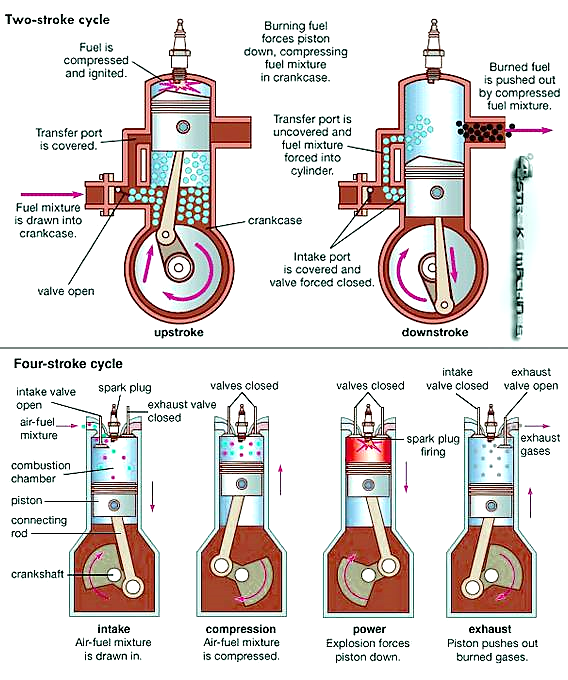 Two-stroke cycle
Fuel is
compressed
and ignited.
Burning fuel
forces piston
down, compressing
fuel mixture
in crankcase.
Burned fuel
is pushed out
by compressed
fuel mixture.
Transfer port
is covered.
Transfer port is
uncovered and
fuel mixture
forced into
cylinder.
Fuel mixture
is drawn into
crankcase.
crankcase
valve open
Intake port
is covered and
valve forced closed.
upstroke
downstroke
Four-stroke cycle
intake valve
open
spark plug
exhaust valve
closed
air-fuel
mixture
combustion
chamber
piston
connecting
rod
crankshaft
valves closed
valves closed
spark plug
firing
intake
valve closed
exhaust
valve open
exhaust
gases
intake
Air-fuel mixture
is drawn in.
compression
Air-fuel mixture
is compressed.
power
Explosion forces
piston down.
exhaust
Piston pushes out
burned gases.